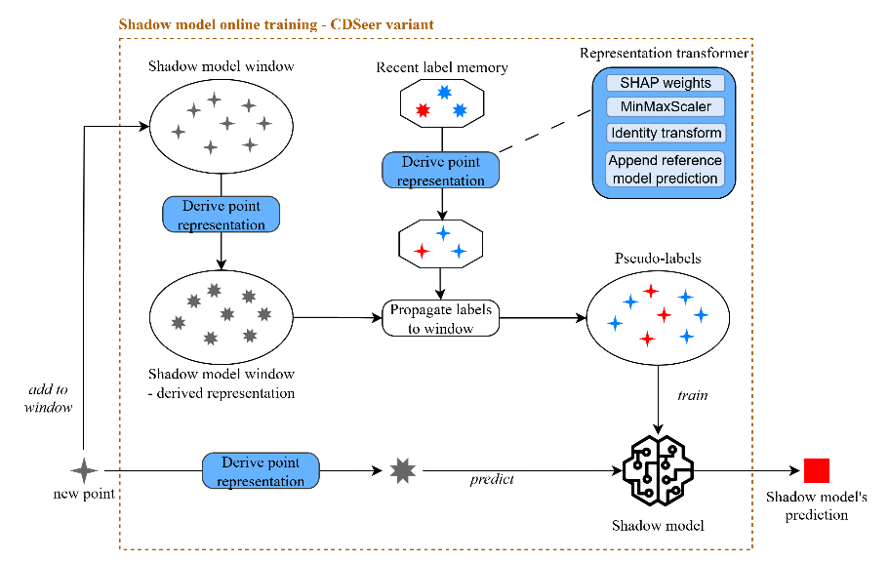 Shadow model online training - CDSeer variant
Shadow model window
Recent label memory
Representation transformer
SHAP weights
MinMaxScaler
Identity transform
Append reference
model prediction
Derive point
representation
Derive point
representation
Pseudo-labels
Propagate labels
to window
Shadow model window
- derived representation
add to
window
train
new point
Derive point
representation
predict
Shadow model
Shadow model's
prediction